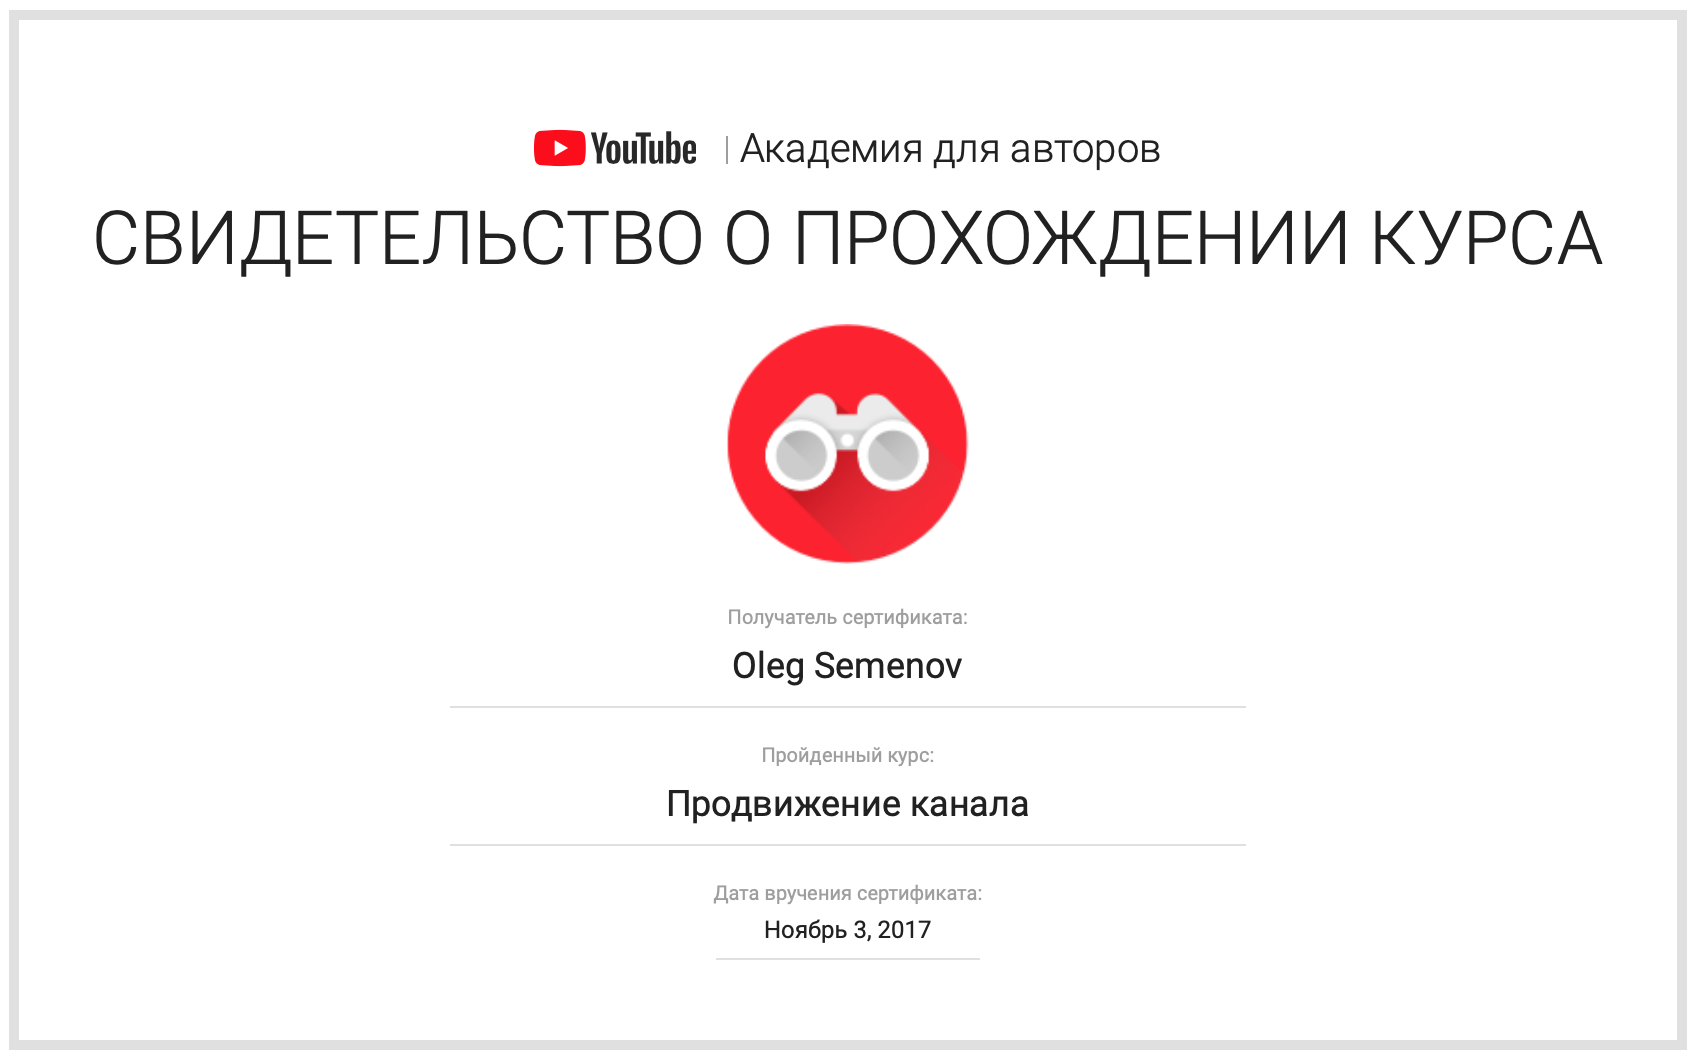 YouTube | Академия для авторов
СВИДЕТЕЛЬСТВО О ПРОХОЖДЕНИИ КУРСА
Получатель сертификата:
Oleg Semenov
Пройденный курс:
Продвижение канала
Дата вручения сертификата:
Ноябрь 3, 2017